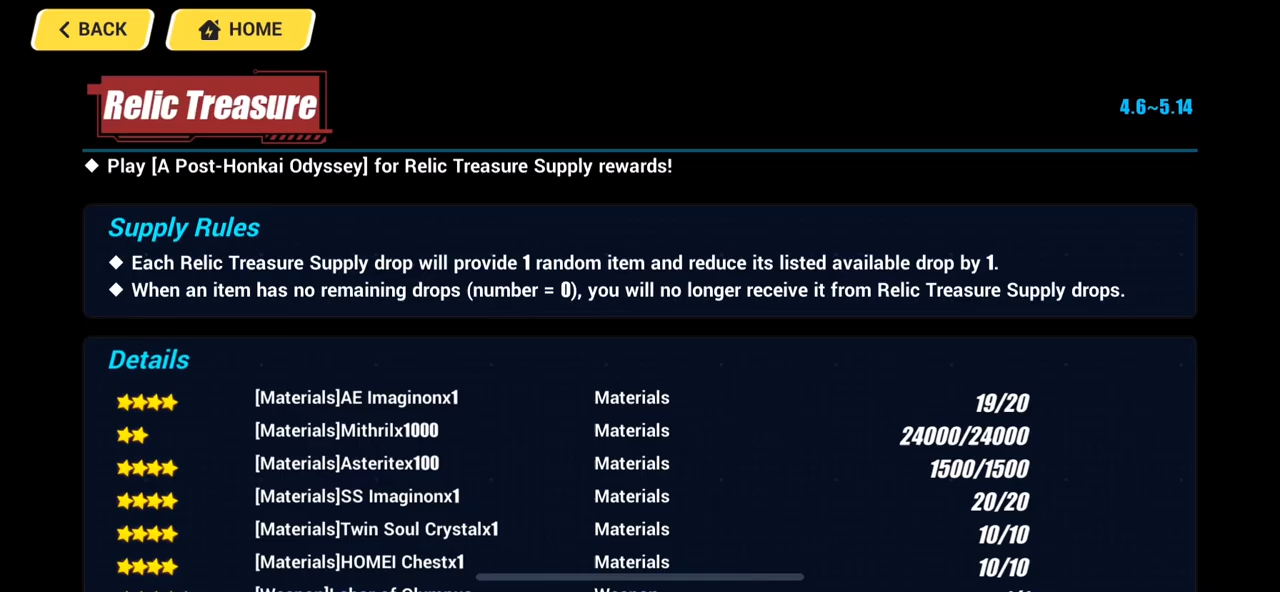 BACK
HOME
Relic Treasure
4.6~5.14
◆ Play [A Post-Honkai Odyssey] for Relic Treasure Supply rewards!
Supply Rules
◆ Each Relic Treasure Supply drop will provide 1 random item and reduce its listed available drop by 1.
◆ When an item has no remaining drops (number = 0), you will no longer receive it from Relic Treasure Supply drops.
Details
[Materials]AE Imaginonx1 Materials 19/20
[Materials]Mithrilx1000 Materials 24000/24000
[Materials]Asteritex100 Materials 1500/1500
[Materials]SS Imaginonx1 Materials 20/20
[Materials]Twin Soul Crystalx1 Materials 10/10
[Materials]HOMEI Chestx1 Materials 10/10